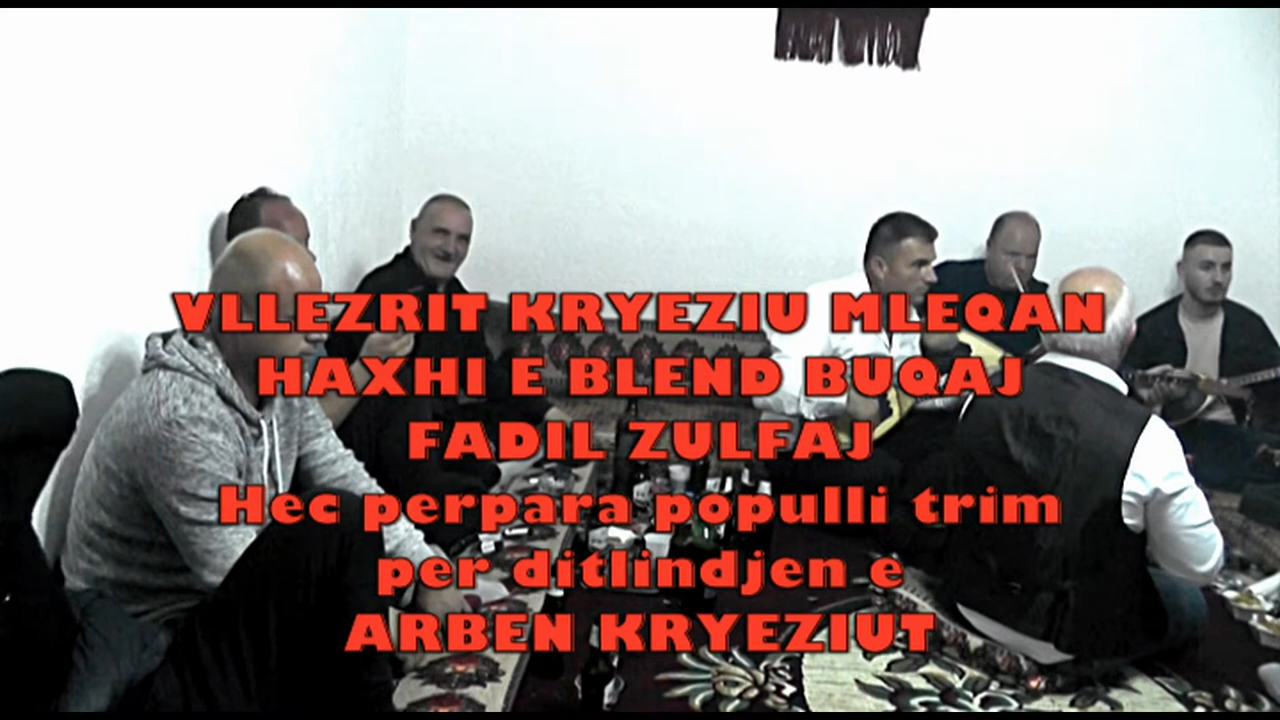 VLLEZRIT KRYEZIU MLEQAN
HAXHI E BLEND BUQAJ
FADIL ZULFAJ
Hec perpara populli trim
per ditlindjen e
ARBEN KRYEZIUT